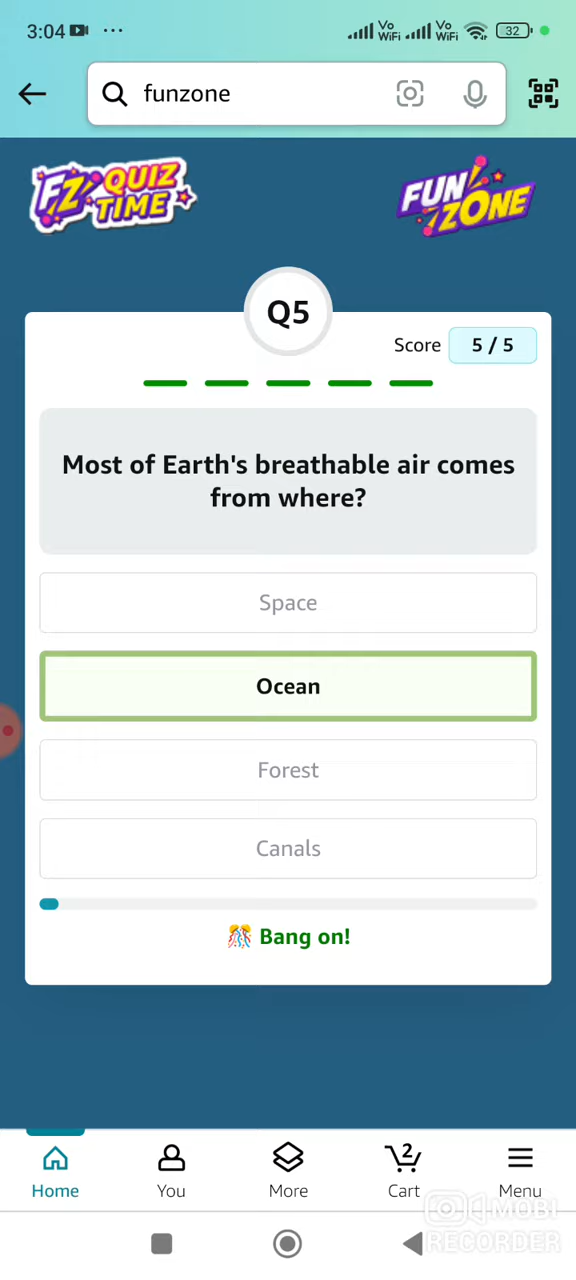 3:04 ... Vo WiFi Vo WiFi 32
funzone
FZ QUIZ TIME
FUN ZONE
Q5
Score 5 / 5
Most of Earth's breathable air comes
from where?
Space
Ocean
Forest
Canals
Bang on!
2
Home You More Cart Menu
MOBI
RECORDER